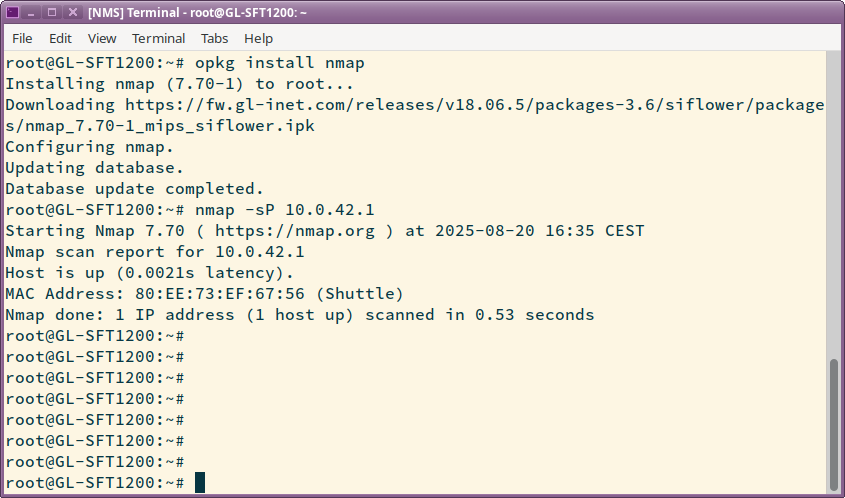 [NMS] Terminal - root@GL-SFT1200: ~
File Edit View Terminal Tabs Help
root@GL-SFT1200:~# opkg install nmap
Installing nmap (7.70-1) to root...
Downloading https://fw.gl-inet.com/releases/v18.06.5/packages-3.6/siflower/package
s/nmap_7.70-1_mips_siflower.ipk
Configuring nmap.
Updating database.
Database update completed.
root@GL-SFT1200:~# nmap -sP 10.0.42.1
Starting Nmap 7.70 ( https://nmap.org ) at 2025-08-20 16:35 CEST
Nmap scan report for 10.0.42.1
Host is up (0.0021s latency).
MAC Address: 80:EE:73:EF:67:56 (Shuttle)
Nmap done: 1 IP address (1 host up) scanned in 0.53 seconds
root@GL-SFT1200:~#
root@GL-SFT1200:~#
root@GL-SFT1200:~#
root@GL-SFT1200:~#
root@GL-SFT1200:~#
root@GL-SFT1200:~#
root@GL-SFT1200:~#
root@GL-SFT1200:~#